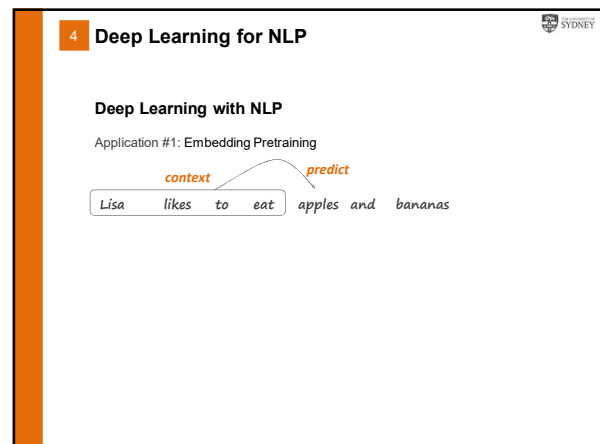 4 Deep Learning for NLP
THE UNIVERSITY OF
SYDNEY
Deep Learning with NLP
Application #1: Embedding Pretraining
context predict
Lisa likes to eat apples and bananas